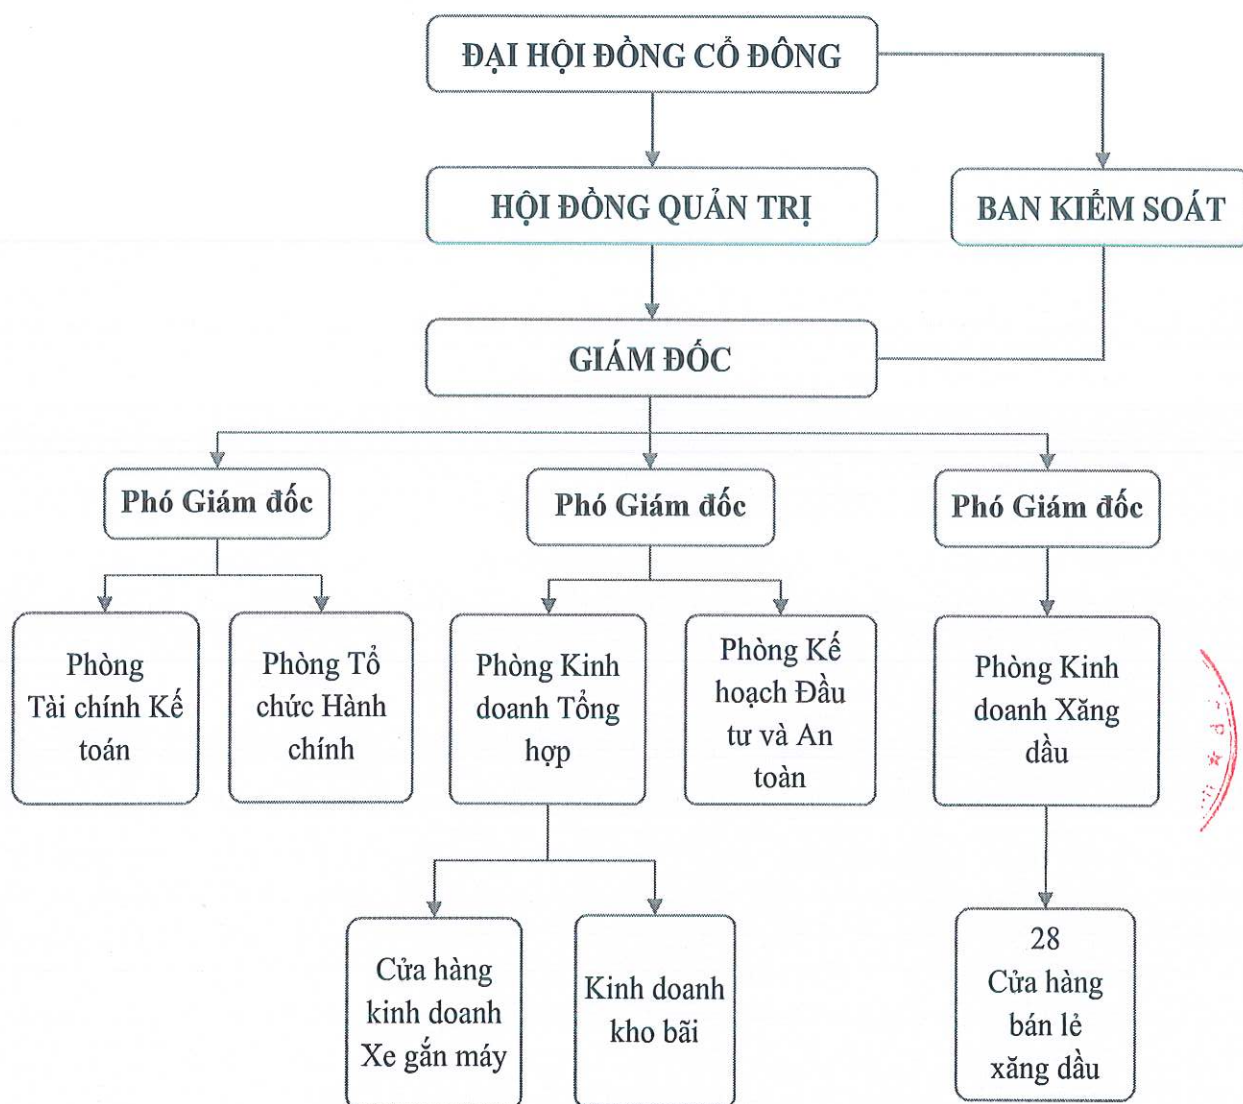 ĐẠI HỘI ĐỒNG CỔ ĐÔNG
HỘI ĐỒNG QUẢN TRỊ
BAN KIỂM SOÁT
GIÁM ĐỐC
Phó Giám đốc
Phó Giám đốc
Phó Giám đốc
Phòng
Tài chính Kế
toán
Phòng Tổ
chức Hành
chính
Phòng Kinh
doanh Tổng
hợp
Phòng Kế
hoạch Đầu
tư và An
toàn
Phòng Kinh
doanh Xăng
dầu
Cửa hàng
kinh doanh
Xe gắn máy
Kinh doanh
kho bãi
28
Cửa hàng
bán lẻ
xăng dầu